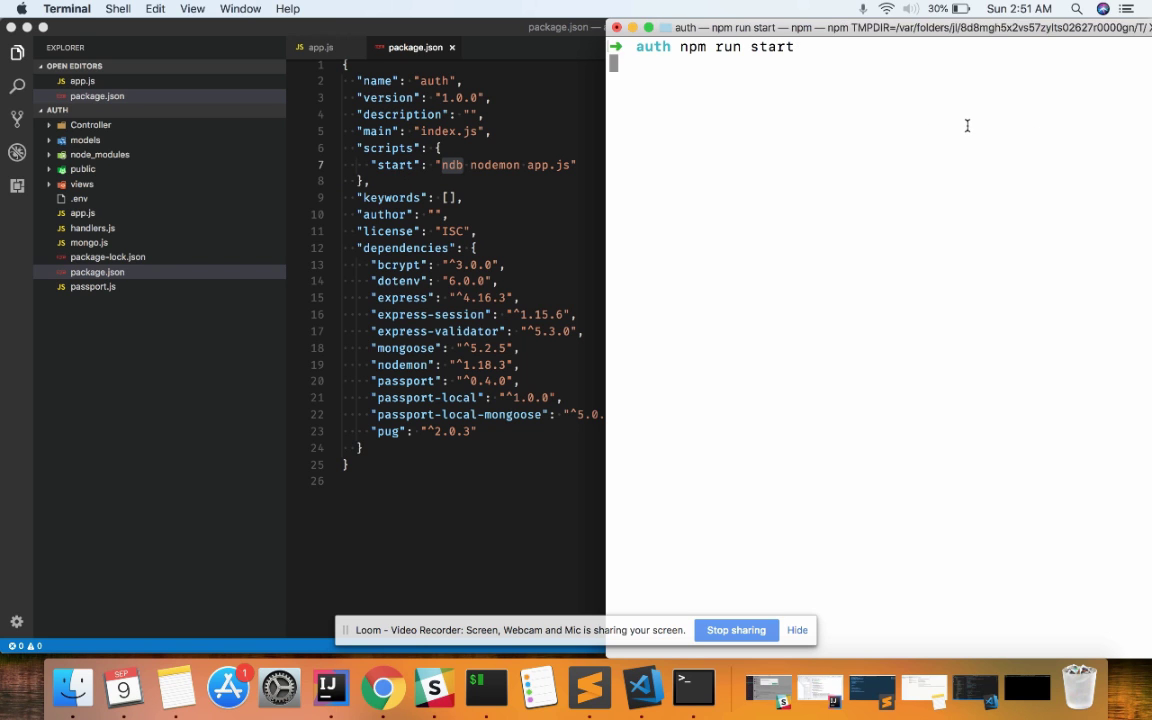 Terminal Shell Edit View Window Help
30% Sun 2:51 AM
package.json —
auth — npm run start — npm — npm TMPDIR=/var/folders/jl/8d8mgh5x2vs57zylts02627r0000gn/T/
EXPLORER
OPEN EDITORS
JS app.js
package.json
AUTH
Controller
models
node_modules
public
views
.env
JS app.js
JS handlers.js
JS mongo.js
package-lock.json
package.json
JS passport.js
JS app.js
package.json ×
1 {
2 "name": "auth",
3 "version": "1.0.0",
4 "description": "",
5 "main": "index.js",
6 "scripts": {
7 "start": "ndb nodemon app.js"
8 },
9 "keywords": [],
10 "author": "",
11 "license": "ISC",
12 "dependencies": {
13 "bcrypt": "^3.0.0",
14 "dotenv": "6.0.0",
15 "express": "^4.16.3",
16 "express-session": "^1.15.6",
17 "express-validator": "^5.3.0",
18 "mongoose": "^5.2.5",
19 "nodemon": "^1.18.3",
20 "passport": "^0.4.0",
21 "passport-local": "^1.0.0",
22 "passport-local-mongoose": "^5.0.
23 "pug": "^2.0.3"
24 }
25 }
26
→ auth npm run start
Loom - Video Recorder: Screen, Webcam and Mic is sharing your screen. Stop sharing Hide
0 0
SEP
9
1
IJ
$
>_